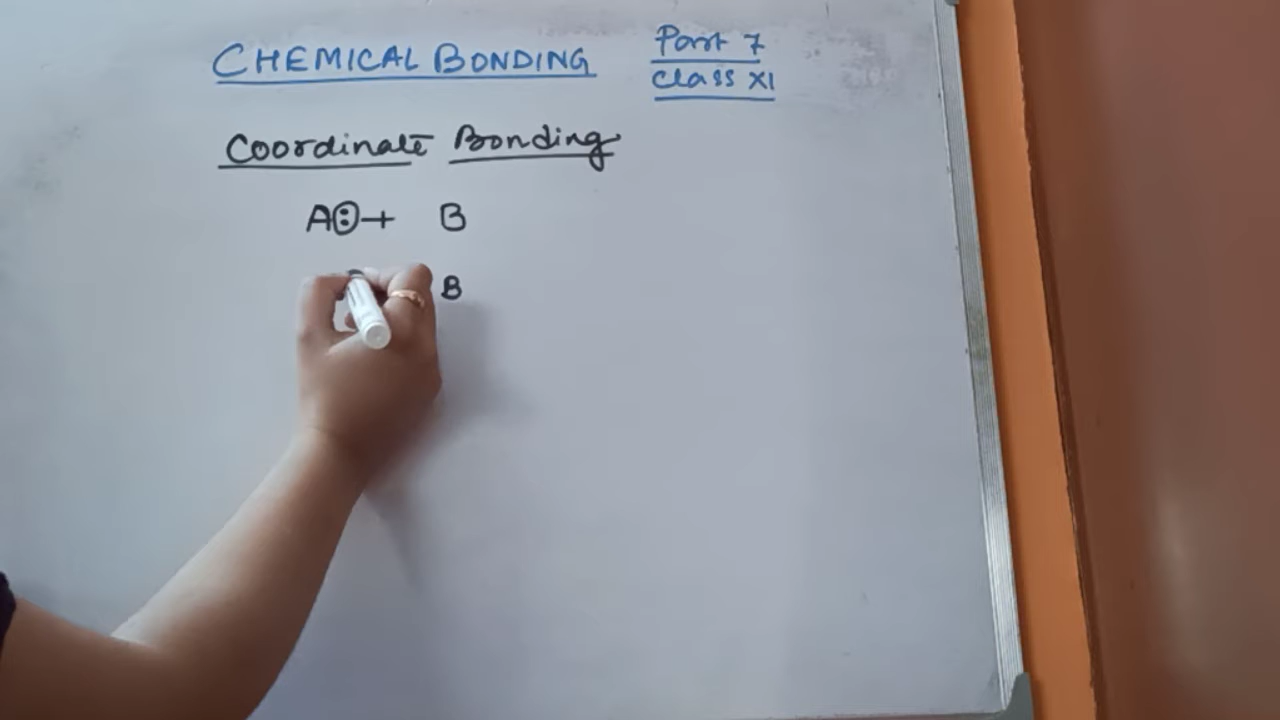 CHEMICAL BONDING Part 7
Class XI
Coordinate Bonding
A: + B
B